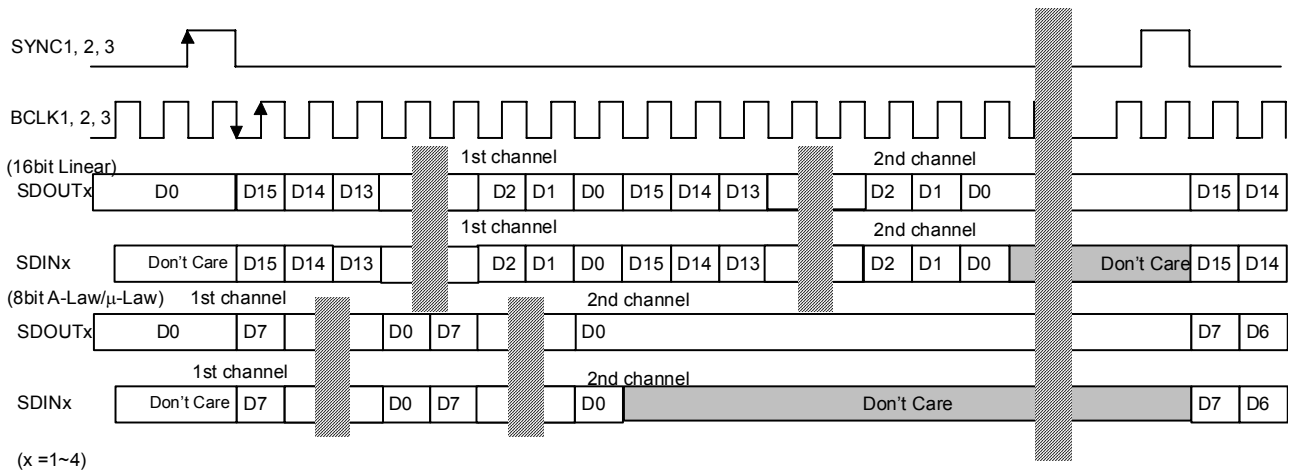 SYNC1, 2, 3
BCLK1, 2, 3
(16bit Linear)
1st channel 2nd channel
SDOUTx D0 D15 D14 D13 D2 D1 D0 D15 D14 D13 D2 D1 D0 D15 D14
1st channel 2nd channel
SDINx Don't Care D15 D14 D13 D2 D1 D0 D15 D14 D13 D2 D1 D0 Don't Care D15 D14
(8bit A-Law/μ-Law) 1st channel 2nd channel
SDOUTx D0 D7 D0 D7 D0 D7 D6
1st channel 2nd channel
SDINx Don't Care D7 D0 D7 D0 Don't Care D7 D6
(x =1~4)